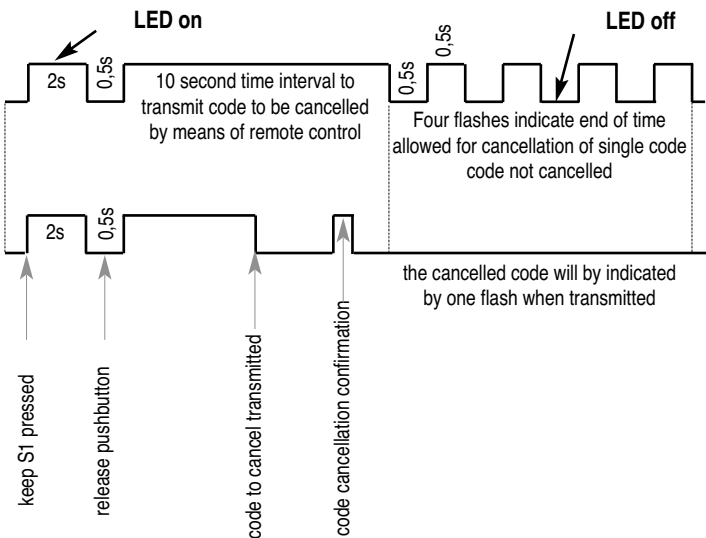 LED on
LED off
2s
0,5s
10 second time interval to
transmit code to be cancelled
by means of remote control
0,5s
0,5s
Four flashes indicate end of time
allowed for cancellation of single code
code not cancelled
2s
0,5s
the cancelled code will by indicated
by one flash when transmitted
keep S1 pressed
release pushbutton
code to cancel transmitted
code cancellation confirmation